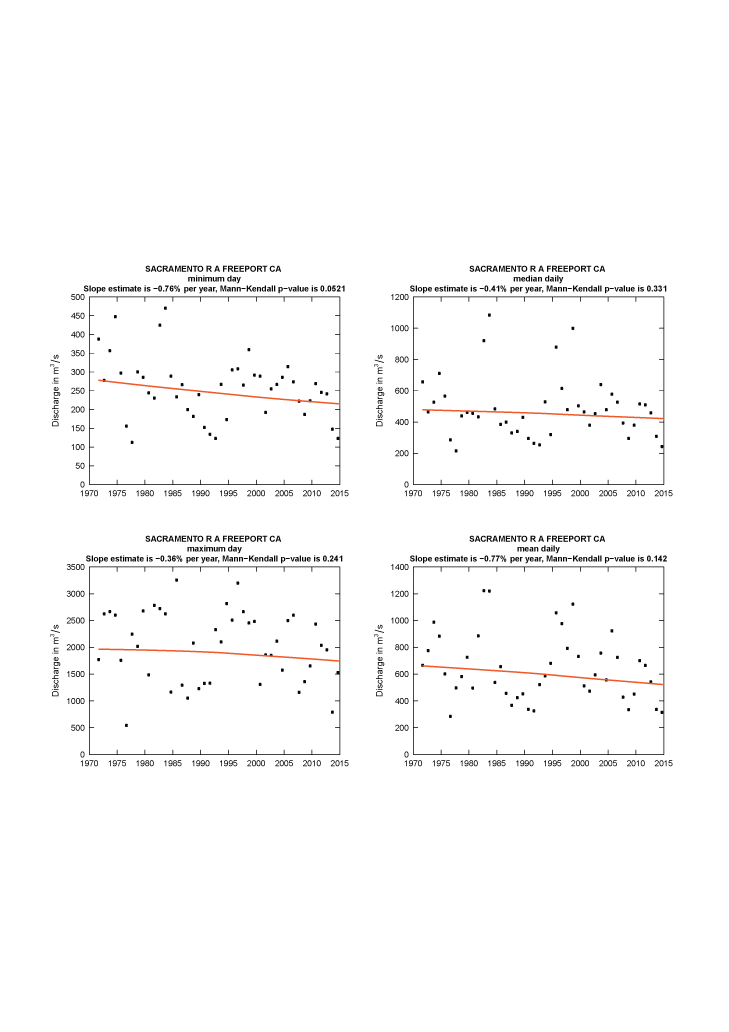 SACRAMENTO R A FREEPORT CA
minimum day
Slope estimate is −0.76% per year, Mann−Kendall p−value is 0.0521
500
450
400
350
300
250
200
150
100
50
0
Discharge in m³/s
1970 1975 1980 1985 1990 1995 2000 2005 2010 2015
SACRAMENTO R A FREEPORT CA
median daily
Slope estimate is −0.41% per year, Mann−Kendall p−value is 0.331
1200
1000
800
600
400
200
0
Discharge in m³/s
1970 1975 1980 1985 1990 1995 2000 2005 2010 2015
SACRAMENTO R A FREEPORT CA
maximum day
Slope estimate is −0.36% per year, Mann−Kendall p−value is 0.241
3500
3000
2500
2000
1500
1000
500
0
Discharge in m³/s
1970 1975 1980 1985 1990 1995 2000 2005 2010 2015
SACRAMENTO R A FREEPORT CA
mean daily
Slope estimate is −0.77% per year, Mann−Kendall p−value is 0.142
1400
1200
1000
800
600
400
200
0
Discharge in m³/s
1970 1975 1980 1985 1990 1995 2000 2005 2010 2015